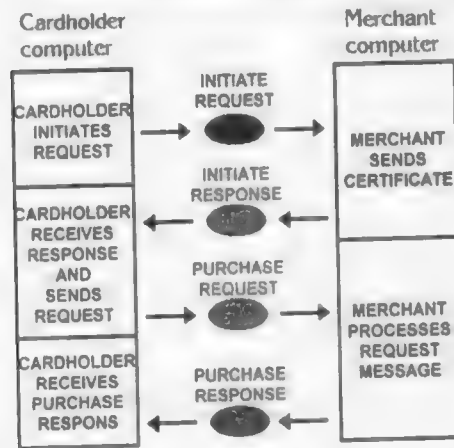 Cardholder
computer
Merchant
computer
CARDHOLDER
INITIATES
REQUEST
INITIATE
REQUEST
MERCHANT
SENDS
CERTIFICATE
INITIATE
RESPONSE
CARDHOLDER
RECEIVES
RESPONSE
AND
SENDS
REQUEST
PURCHASE
REQUEST
MERCHANT
PROCESSES
REQUEST
MESSAGE
CARDHOLDER
RECEIVES
PURCHASE
RESPONS
PURCHASE
RESPONSE